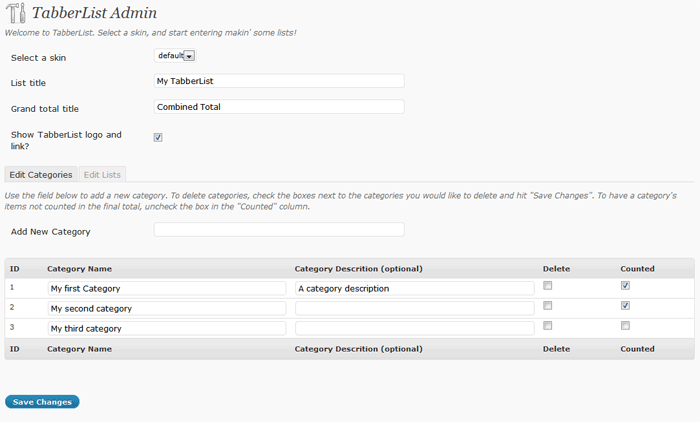 TabberList Admin
Welcome to TabberList. Select a skin, and start entering makin' some lists!
Select a skin default
List title My TabberList
Grand total title Combined Total
Show TabberList logo and
link?
Edit Categories Edit Lists
Use the field below to add a new category. To delete categories, check the boxes next to the categories you would like to delete and hit "Save Changes". To have a category's
items not counted in the final total, uncheck the box in the "Counted" column.
Add New Category
ID Category Name Category Descrition (optional) Delete Counted
1 My first Category A category description
2 My second category
3 My third category
ID Category Name Category Descrition (optional) Delete Counted
Save Changes